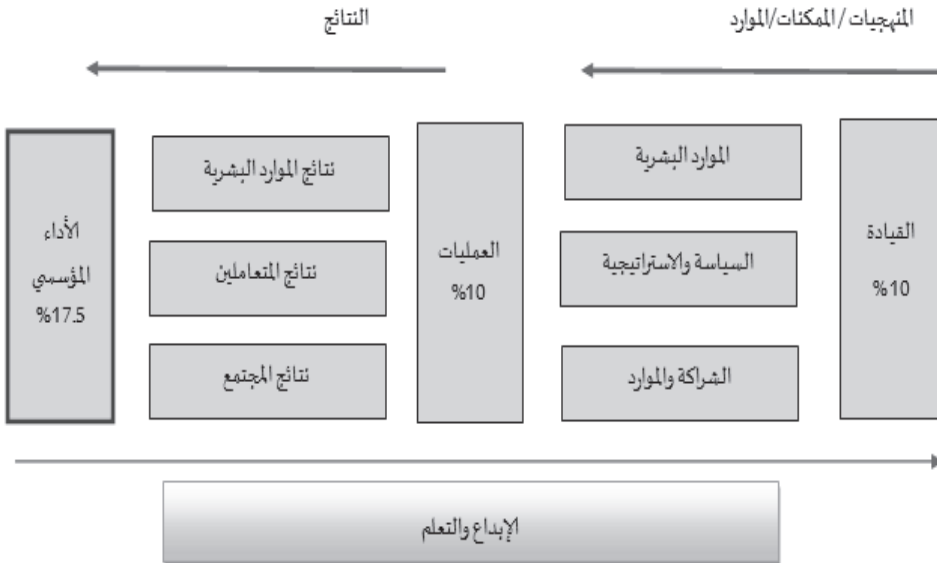 المنهجيات / الممكنات/الموارد
النتائج
القيادة
%10
الموارد البشرية
السياسة والاستراتيجية
الشراكة والموارد
العمليات
%10
نتائج الموارد البشرية
نتائج المتعاملين
نتائج المجتمع
الأداء
المؤسسي
%17.5
الإبداع والتعلم